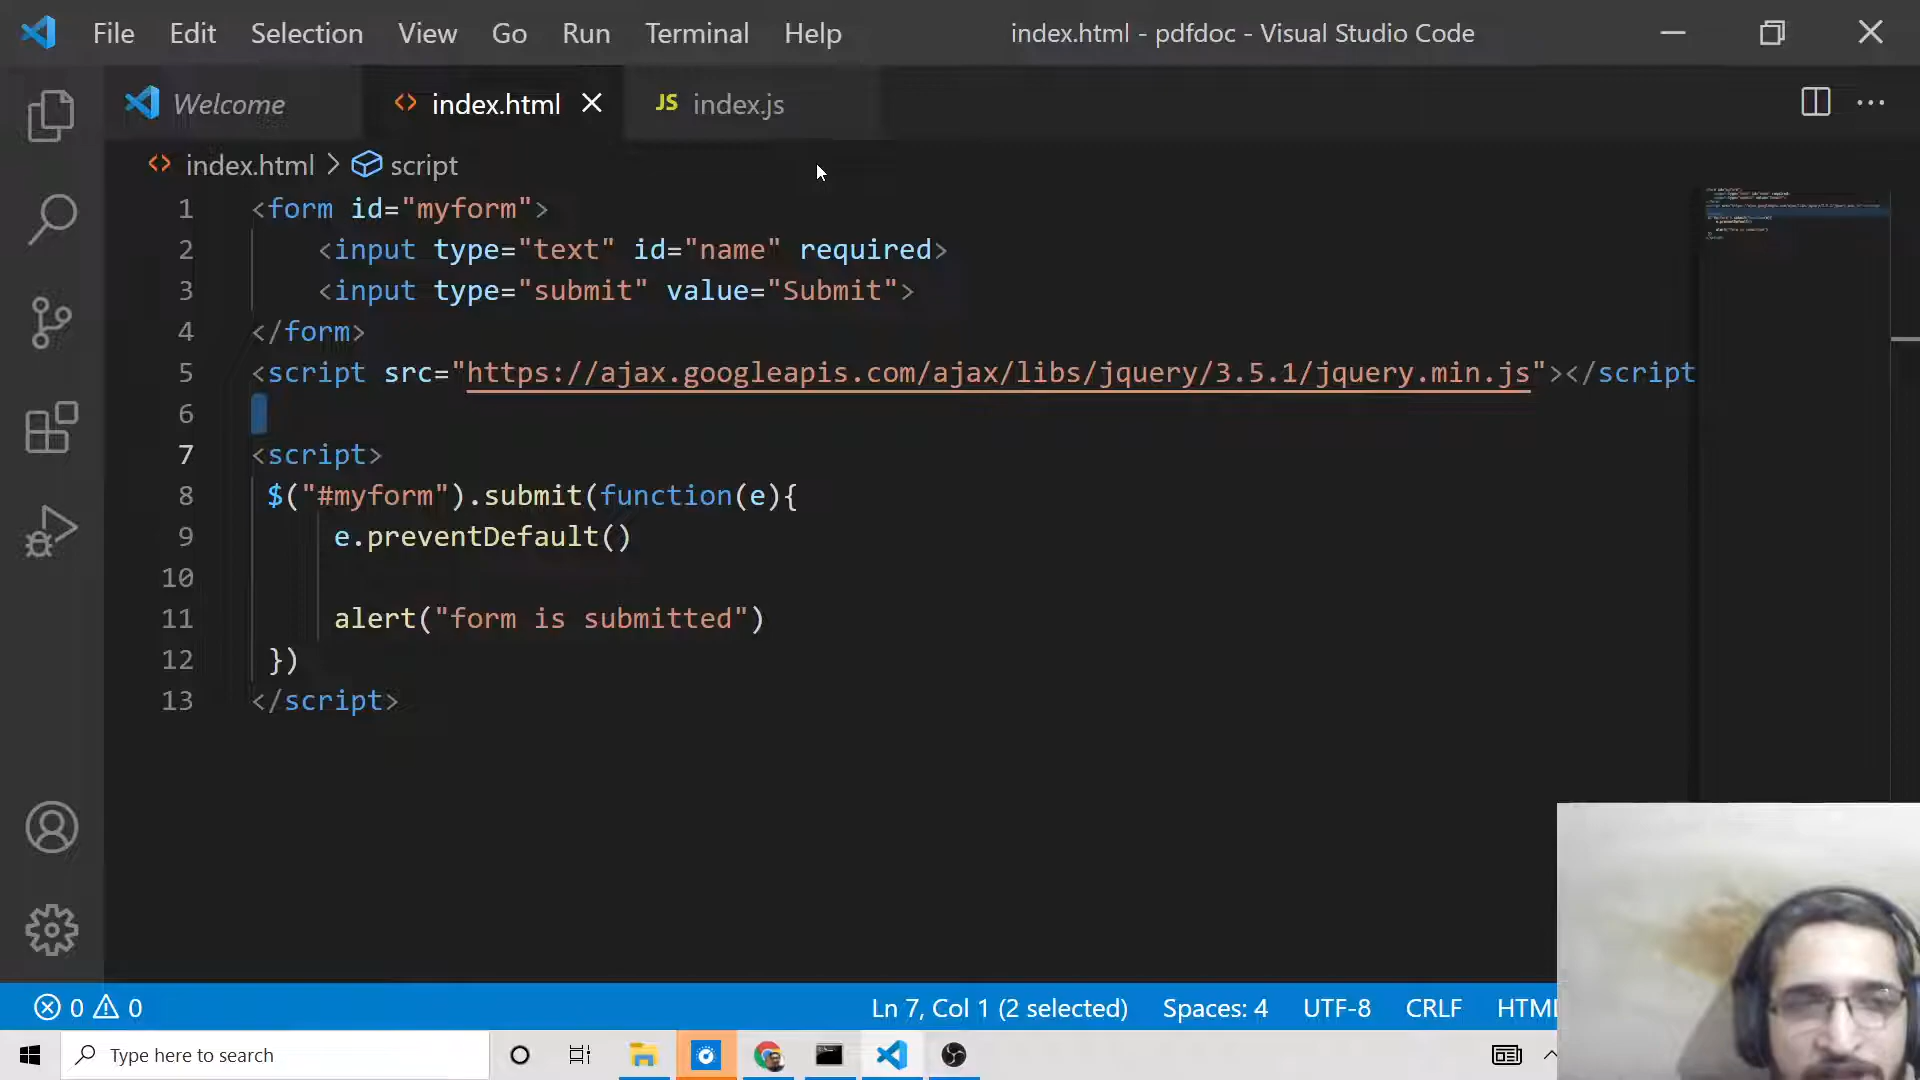 File Edit Selection View Go Run Terminal Help index.html - pdfdoc - Visual Studio Code
Welcome index.html JS index.js
index.html > script
1 <form id="myform">
2 <input type="text" id="name" required>
3 <input type="submit" value="Submit">
4 </form>
5 <script src="https://ajax.googleapis.com/ajax/libs/jquery/3.5.1/jquery.min.js"></script
6
7 <script>
8 $("#myform").submit(function(e){
9 e.preventDefault()
10
11 alert("form is submitted")
12 })
13 </script>
0 0 Ln 7, Col 1 (2 selected) Spaces: 4 UTF-8 CRLF HTML
Type here to search